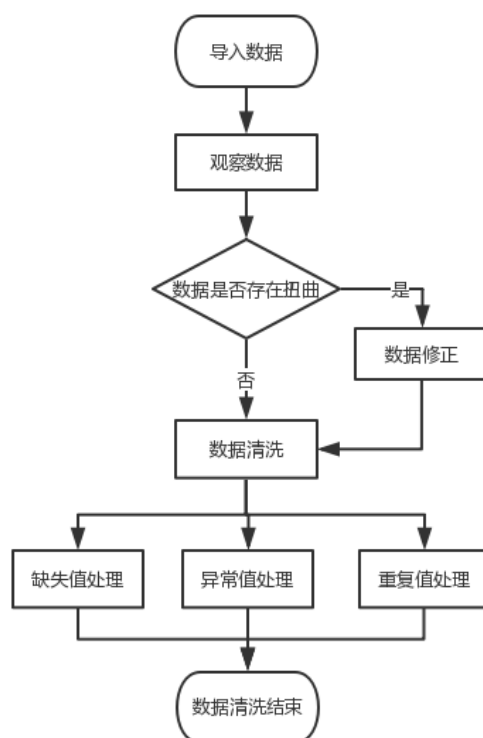 导入数据
观察数据
数据是否存在扭曲
是
数据修正
否
数据清洗
缺失值处理
异常值处理
重复值处理
数据清洗结束